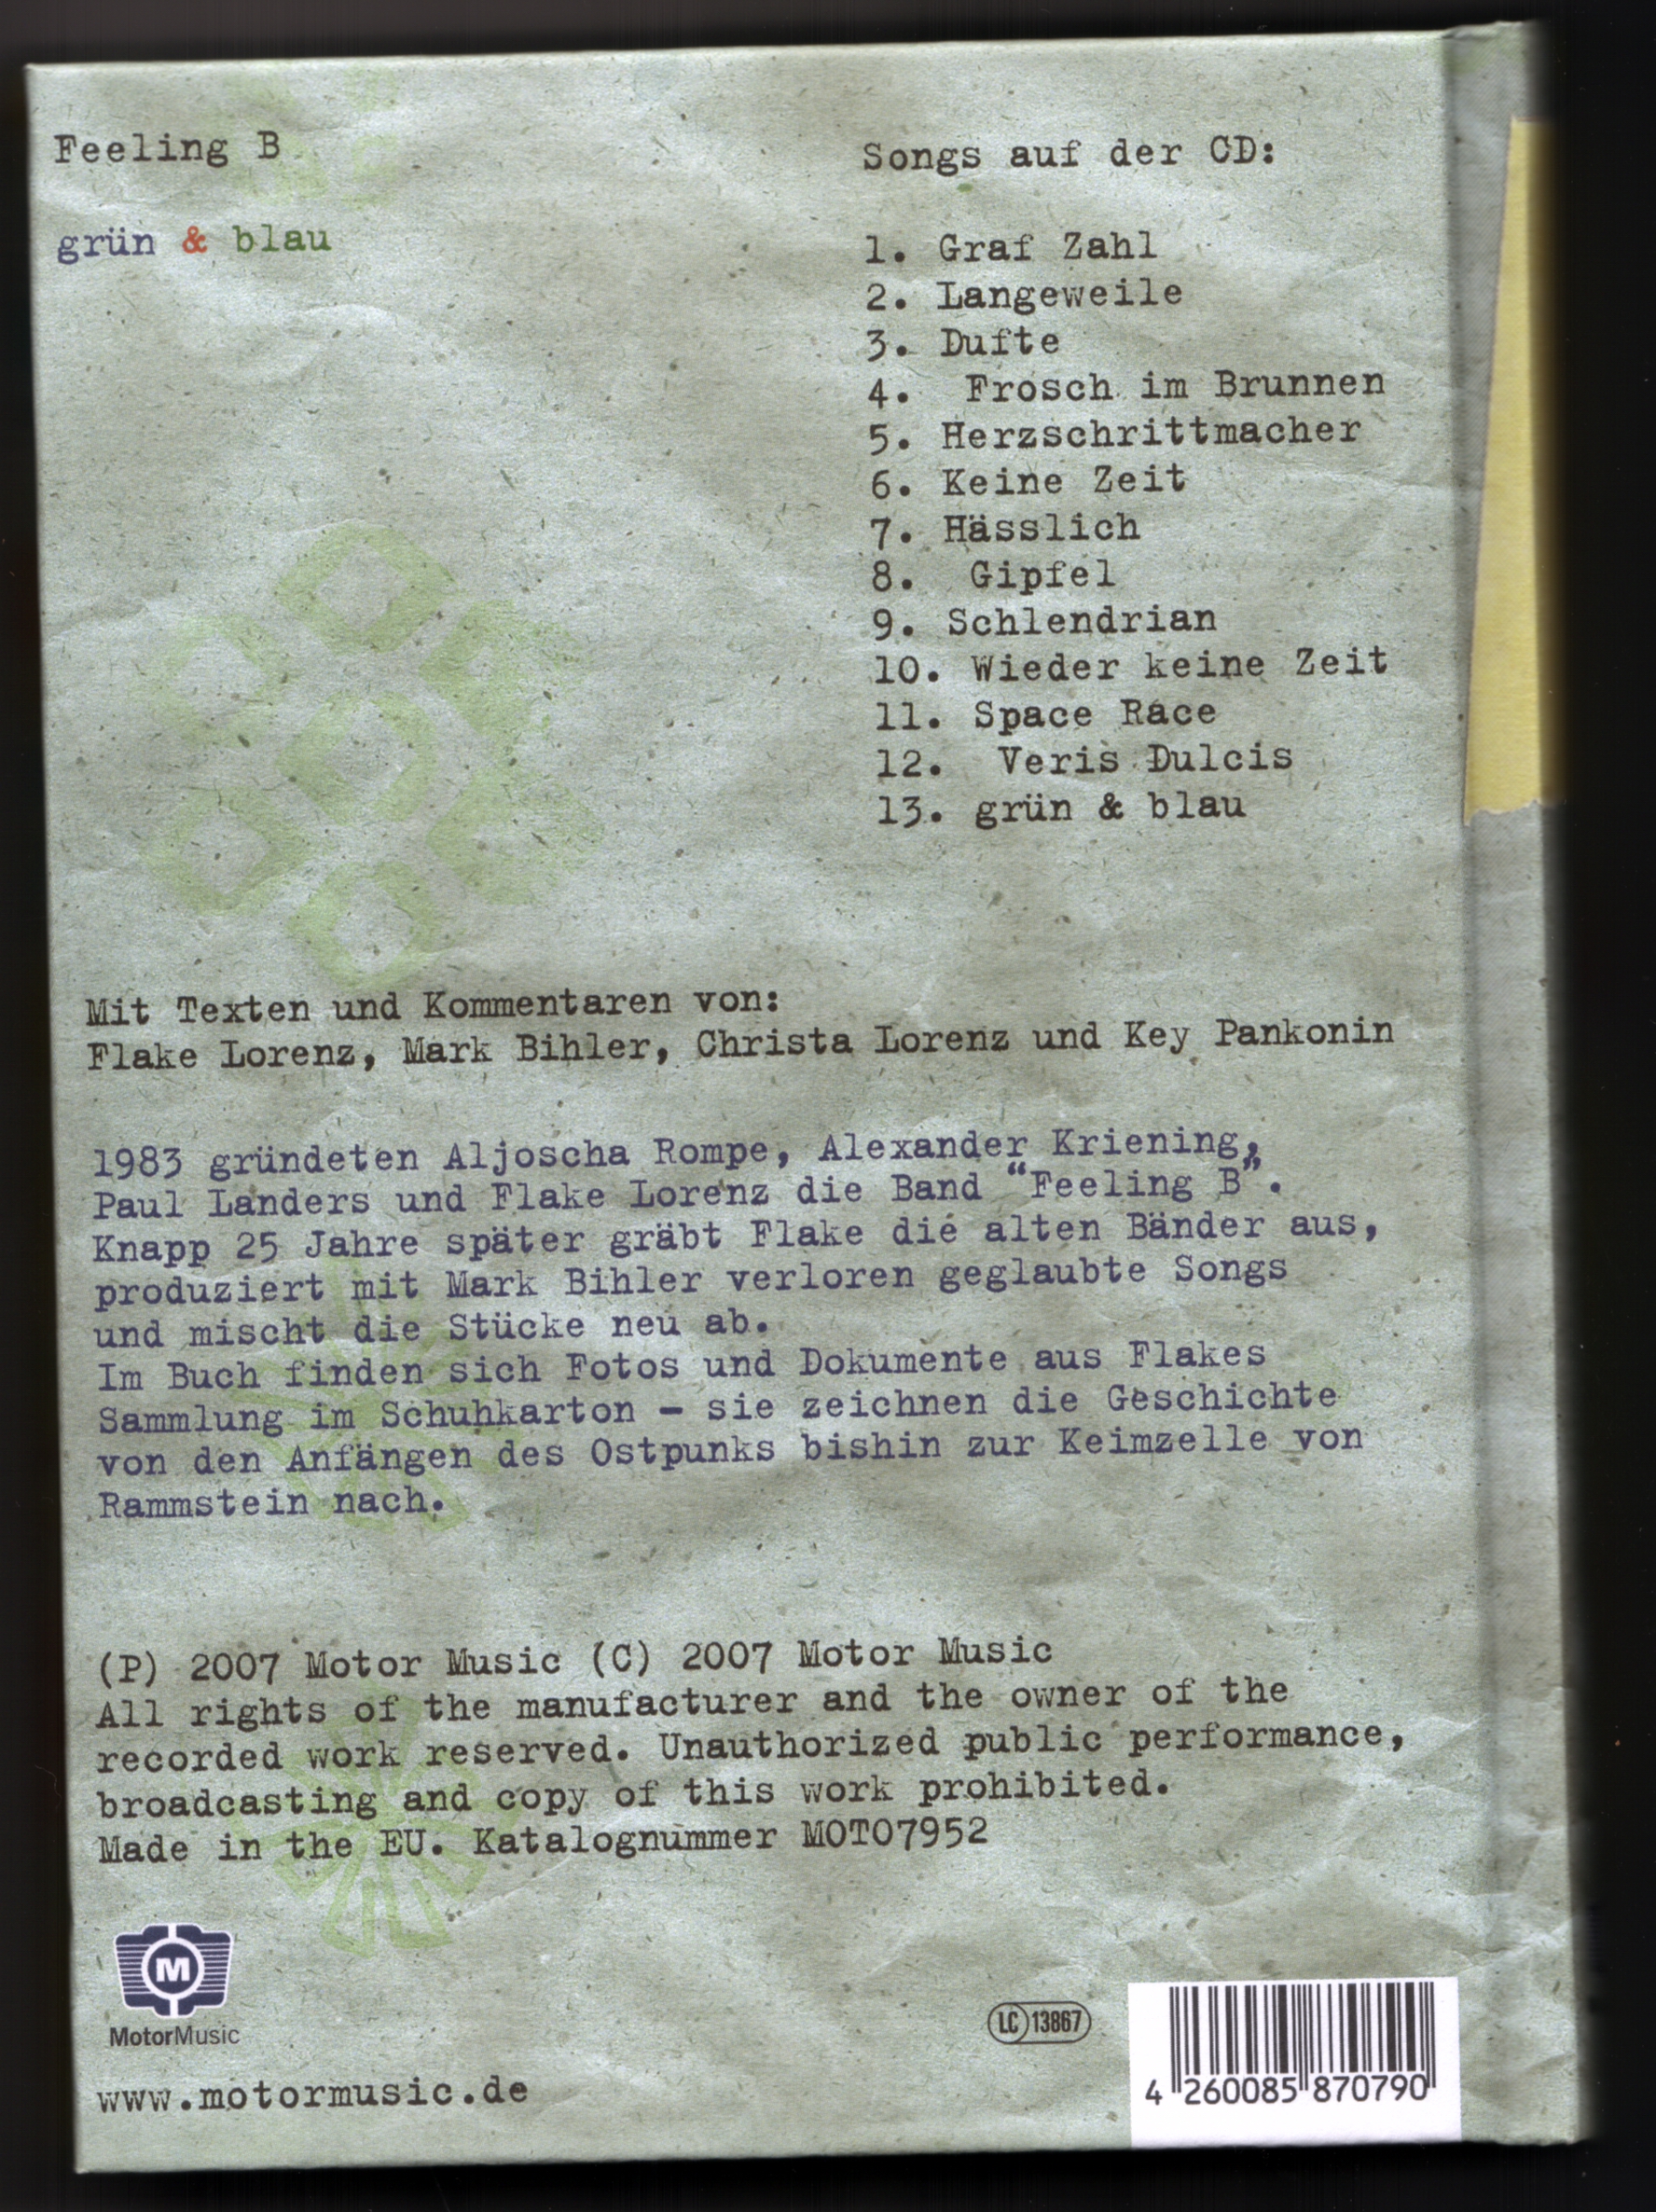 Feeling B
grün & blau
Songs auf der CD:
1. Graf Zahl
2. Langeweile
3. Dufte
4. Frosch im Brunnen
5. Herzschrittmacher
6. Keine Zeit
7. Hässlich
8. Gipfel
9. Schlendrian
10. Wieder keine Zeit
11. Space Race
12. Veris Dulcis
13. grün & blau
Mit Texten und Kommentaren von:
Flake Lorenz, Mark Bihler, Christa Lorenz und Key Pankonin
1983 gründeten Aljoscha Rompe, Alexander Kriening,
Paul Landers und Flake Lorenz die Band “Feeling B”.
Knapp 25 Jahre später gräbt Flake die alten Bänder aus,
produziert mit Mark Bihler verloren geglaubte Songs
und mischt die Stücke neu ab.
Im Buch finden sich Fotos und Dokumente aus Flakes
Sammlung im Schuhkarton – sie zeichnen die Geschichte
von den Anfängen des Ostpunks bishin zur Keimzelle von
Rammstein nach.
(P) 2007 Motor Music (C) 2007 Motor Music
All rights of the manufacturer and the owner of the
recorded work reserved. Unauthorized public performance,
broadcasting and copy of this work prohibited.
Made in the EU. Katalognummer MOTO7952
M
MotorMusic
www.motormusic.de
LC 13867
4 260085 870790